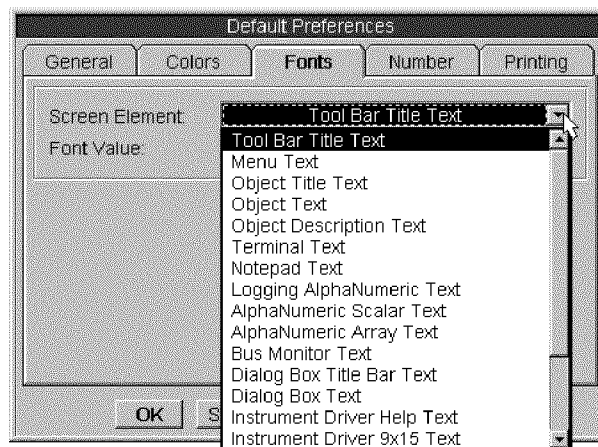 Default Preferences
General Colors Fonts Number Printing
Screen Element: Tool Bar Title Text
Font Value:
Tool Bar Title Text
Menu Text
Object Title Text
Object Text
Object Description Text
Terminal Text
Notepad Text
Logging AlphaNumeric Text
AlphaNumeric Scalar Text
AlphaNumeric Array Text
Bus Monitor Text
Dialog Box Title Bar Text
Dialog Box Text
Instrument Driver Help Text
Instrument Driver 9x15 Text
OK S